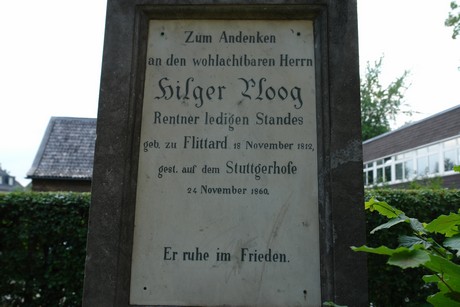 Zum Andenken
an den wohlachtbaren Herrn
Hilger Ploog
Rentner ledigen Standes
geb. zu Flittard 18 November 1812,
gest. auf dem Stuttgerhofe
24 November 1860.
Er ruhe im Frieden.